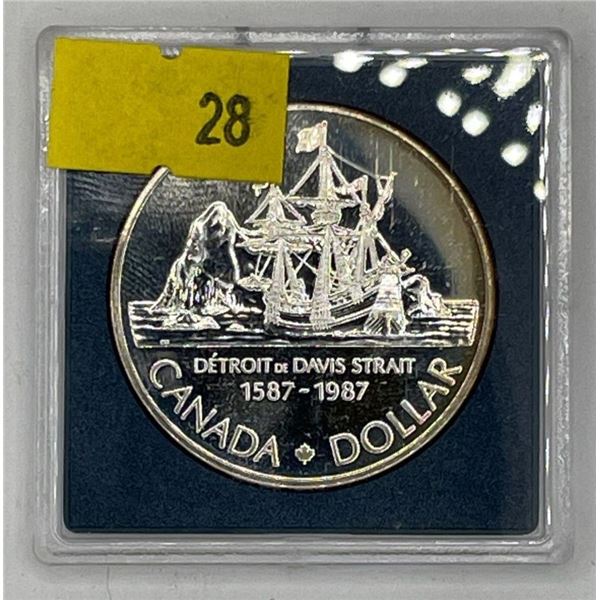 28
DÉTROIT DE DAVIS STRAIT
1587-1987
CANADA DOLLAR